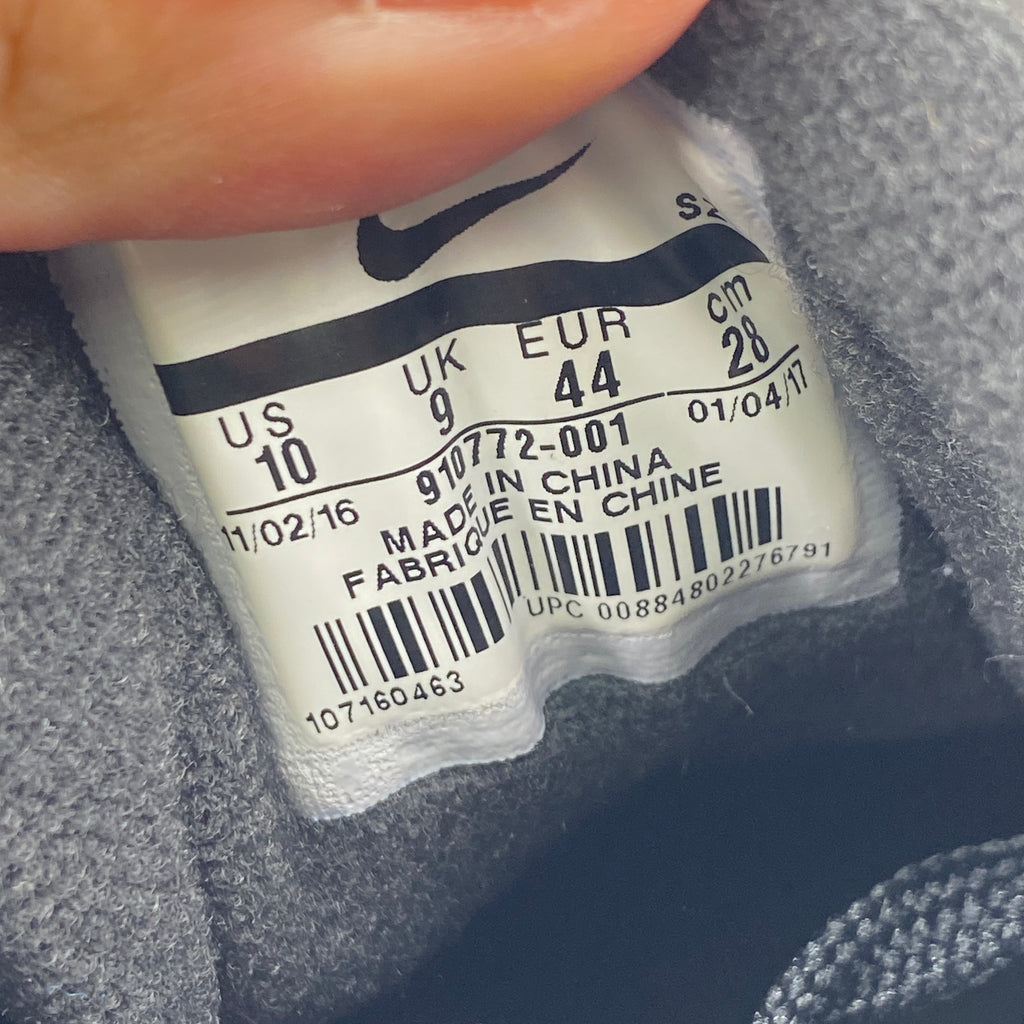 US UK EUR cm
10 9 44 28
11/02/16 910772-001 01/04/17
MADE IN CHINA
FABRIQUE EN CHINE
UPC 00884802276791
107160463